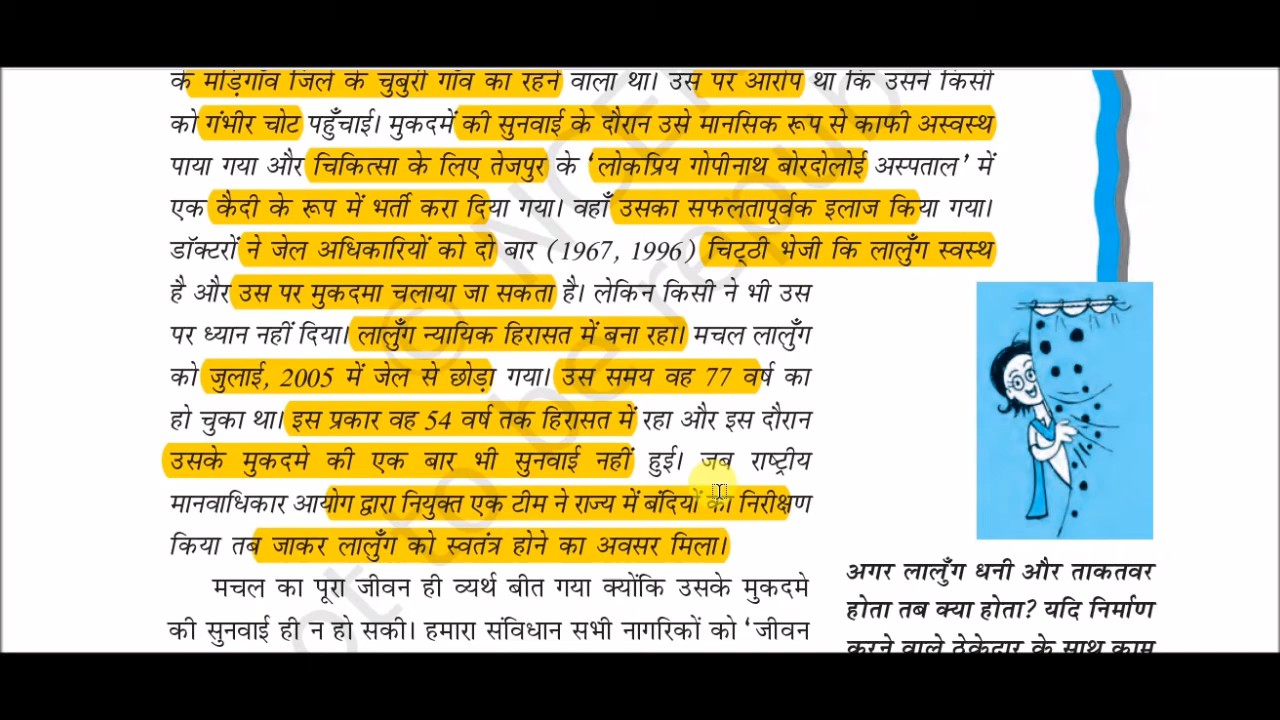 के मोड़िगाँव जिले के चुबुरी गाँव का रहने वाला था। उस पर आरोप था कि उसने किसी
को गंभीर चोट पहुँचाई। मुकदमें की सुनवाई के दौरान उसे मानसिक रूप से काफी अस्वस्थ
पाया गया और चिकित्सा के लिए तेजपुर के ‘लोकप्रिय गोपीनाथ बोरदोलोई अस्पताल’ में
एक कैदी के रूप में भर्ती करा दिया गया। वहाँ उसका सफलतापूर्वक इलाज किया गया।
डॉक्टरों ने जेल अधिकारियों को दो बार (1967, 1996) चिट्ठी भेजी कि लालुँग स्वस्थ
है और उस पर मुकदमा चलाया जा सकता है। लेकिन किसी ने भी उस
पर ध्यान नहीं दिया। लालुँग न्यायिक हिरासत में बना रहा। मचल लालुँग
को जुलाई, 2005 में जेल से छोड़ा गया। उस समय वह 77 वर्ष का
हो चुका था। इस प्रकार वह 54 वर्ष तक हिरासत में रहा और इस दौरान
उसके मुकदमे की एक बार भी सुनवाई नहीं हुई। जब राष्ट्रीय
मानवाधिकार आयोग द्वारा नियुक्त एक टीम ने राज्य में बंदियों का निरीक्षण
किया तब जाकर लालुँग को स्वतंत्र होने का अवसर मिला।
मचल का पूरा जीवन ही व्यर्थ बीत गया क्योंकि उसके मुकदमे
की सुनवाई ही न हो सकी। हमारा संविधान सभी नागरिकों को ‘जीवन
अगर लालुँग धनी और ताकतवर
होता तब क्या होता? यदि निर्माण
करने वाले ठेकेदार के साथ काम